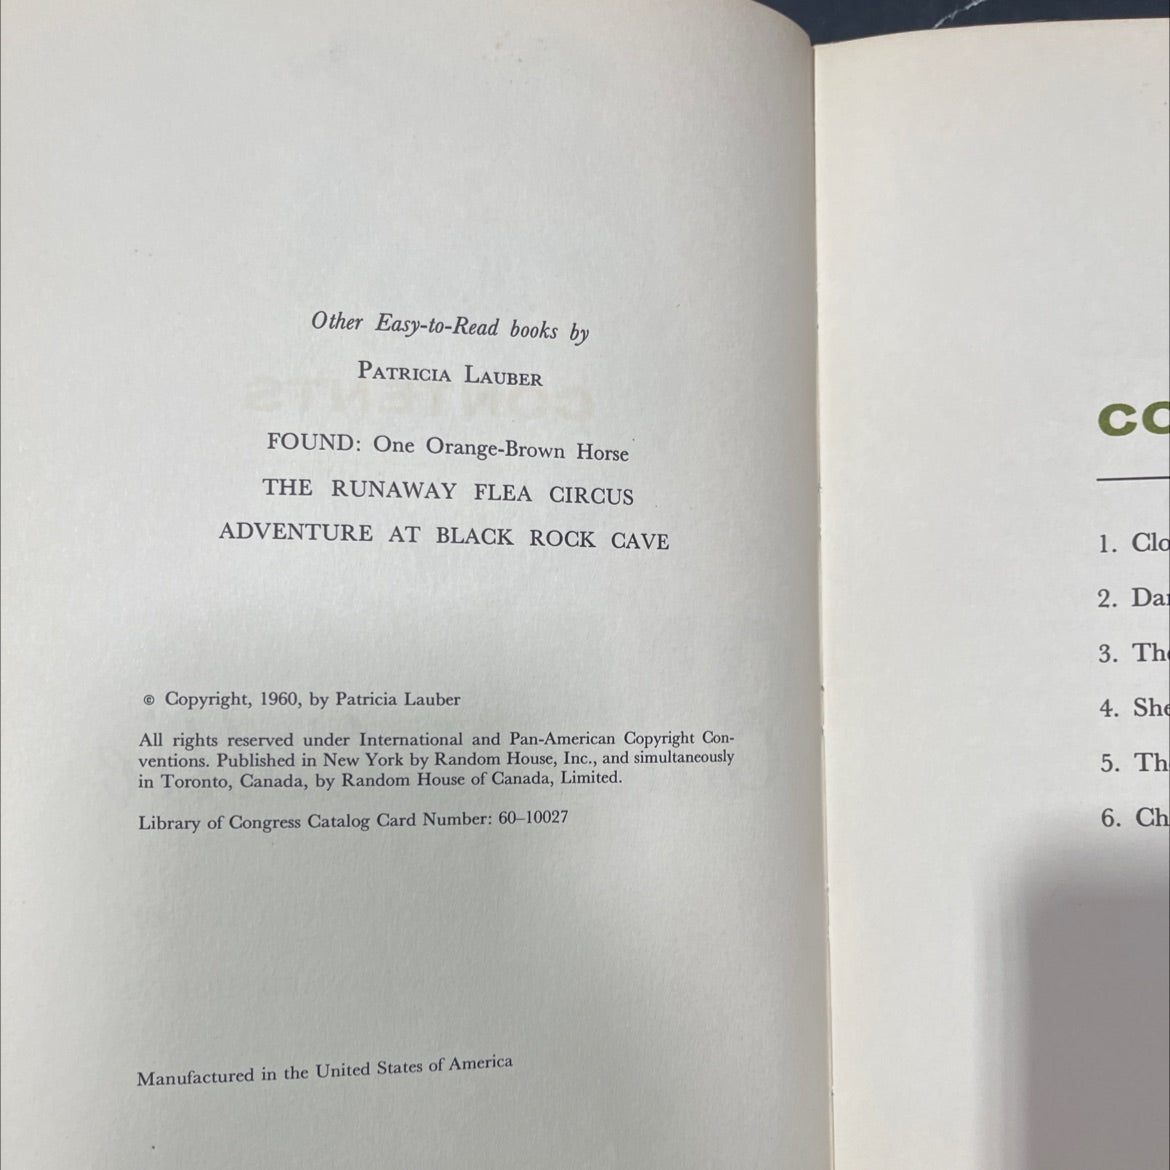 Other Easy-to-Read books by
PATRICIA LAUBER
FOUND: One Orange-Brown Horse
THE RUNAWAY FLEA CIRCUS
ADVENTURE AT BLACK ROCK CAVE
© Copyright, 1960, by Patricia Lauber
All rights reserved under International and Pan-American Copyright Con-
ventions. Published in New York by Random House, Inc., and simultaneously
in Toronto, Canada, by Random House of Canada, Limited.
Library of Congress Catalog Card Number: 60–10027
Manufactured in the United States of America
CO
1. Clo
2. Da
3. Th
4. She
5. Th
6. Ch